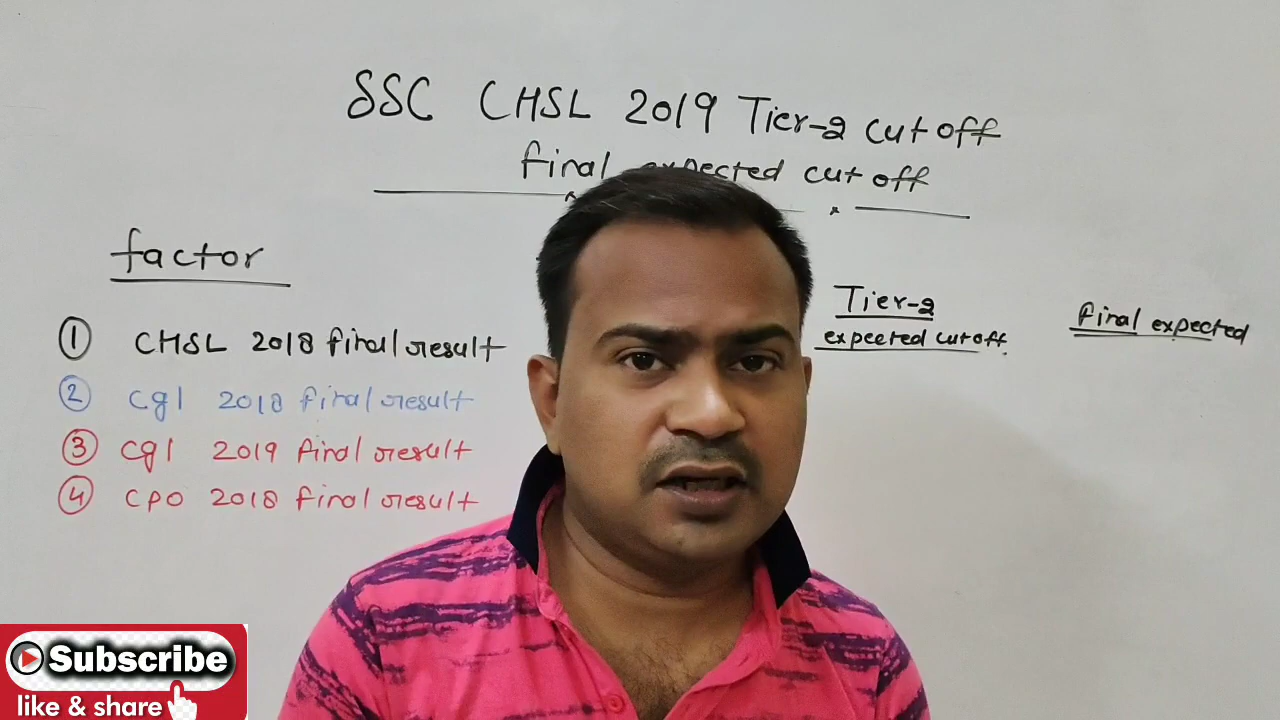 SSC CHSL 2019 Tier-2 cut off
final expected cut off
factor
① CHSL 2018 final result
② Cgl 2018 final result
③ Cgl 2019 final result
④ CPO 2018 final result
Tier-2
expected cut off
final expected
Subscribe
like & share